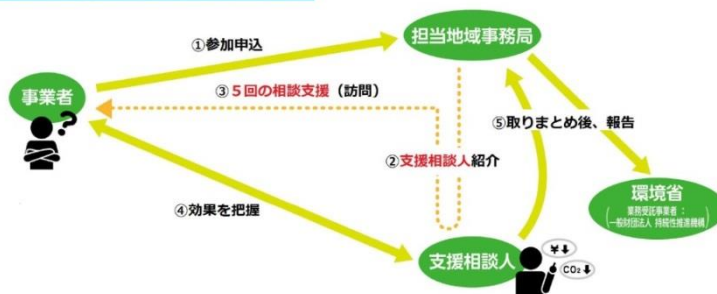 ①参加申込
担当地域事務局
③５回の相談支援（訪問）
事業者
?
⑤取りまとめ後、報告
②支援相談人紹介
環境省
（業務受託事業者：
一般財団法人 持続性推進機構）
④効果を把握
支援相談人
¥↓
CO₂↓